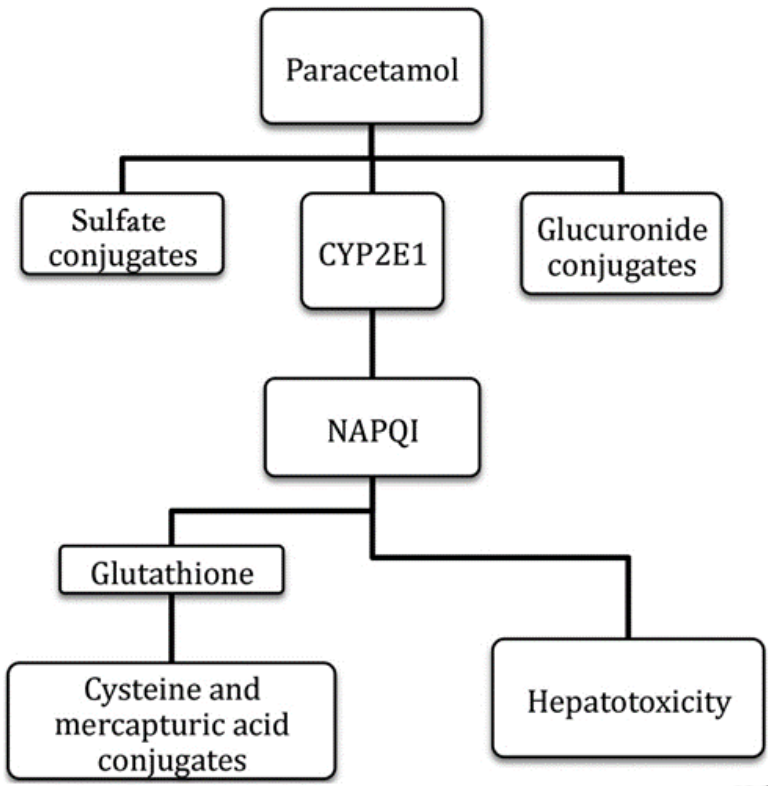 Paracetamol
Sulfate
conjugates
CYP2E1
Glucuronide
conjugates
NAPQI
Glutathione
Cysteine and
mercapturic acid
conjugates
Hepatotoxicity